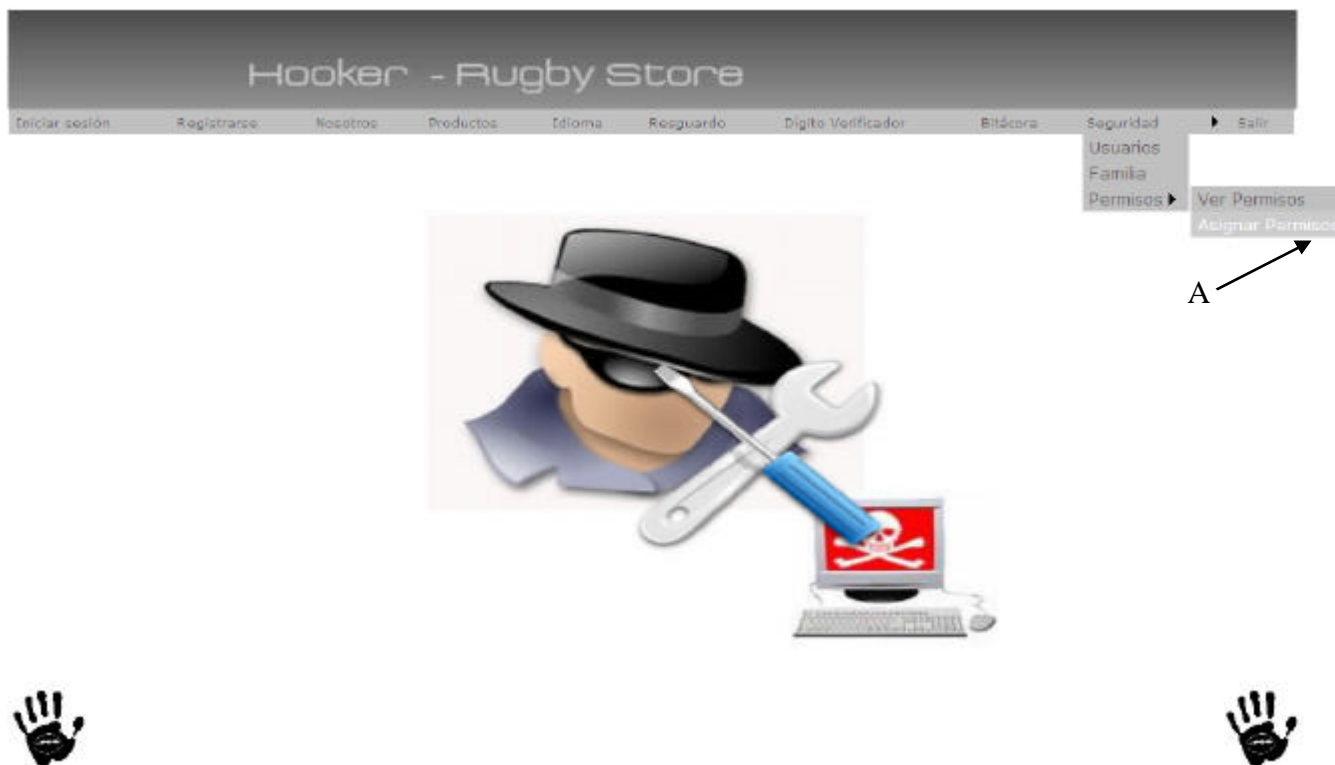 Hooker - Rugby Store
Iniciar sesión Registrarse Nosotros Productos Idioma Resguardo Digito Verificador Bitácora Seguridad Salir
Usuarios
Familia
Permisos Ver Permisos
Asignar Permisos
A